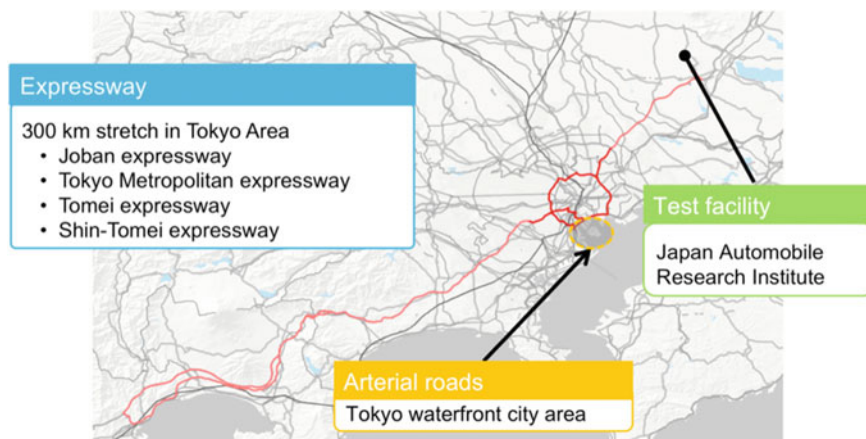 Expressway
300 km stretch in Tokyo Area
• Joban expressway
• Tokyo Metropolitan expressway
• Tomei expressway
• Shin-Tomei expressway
Test facility
Japan Automobile
Research Institute
Arterial roads
Tokyo waterfront city area